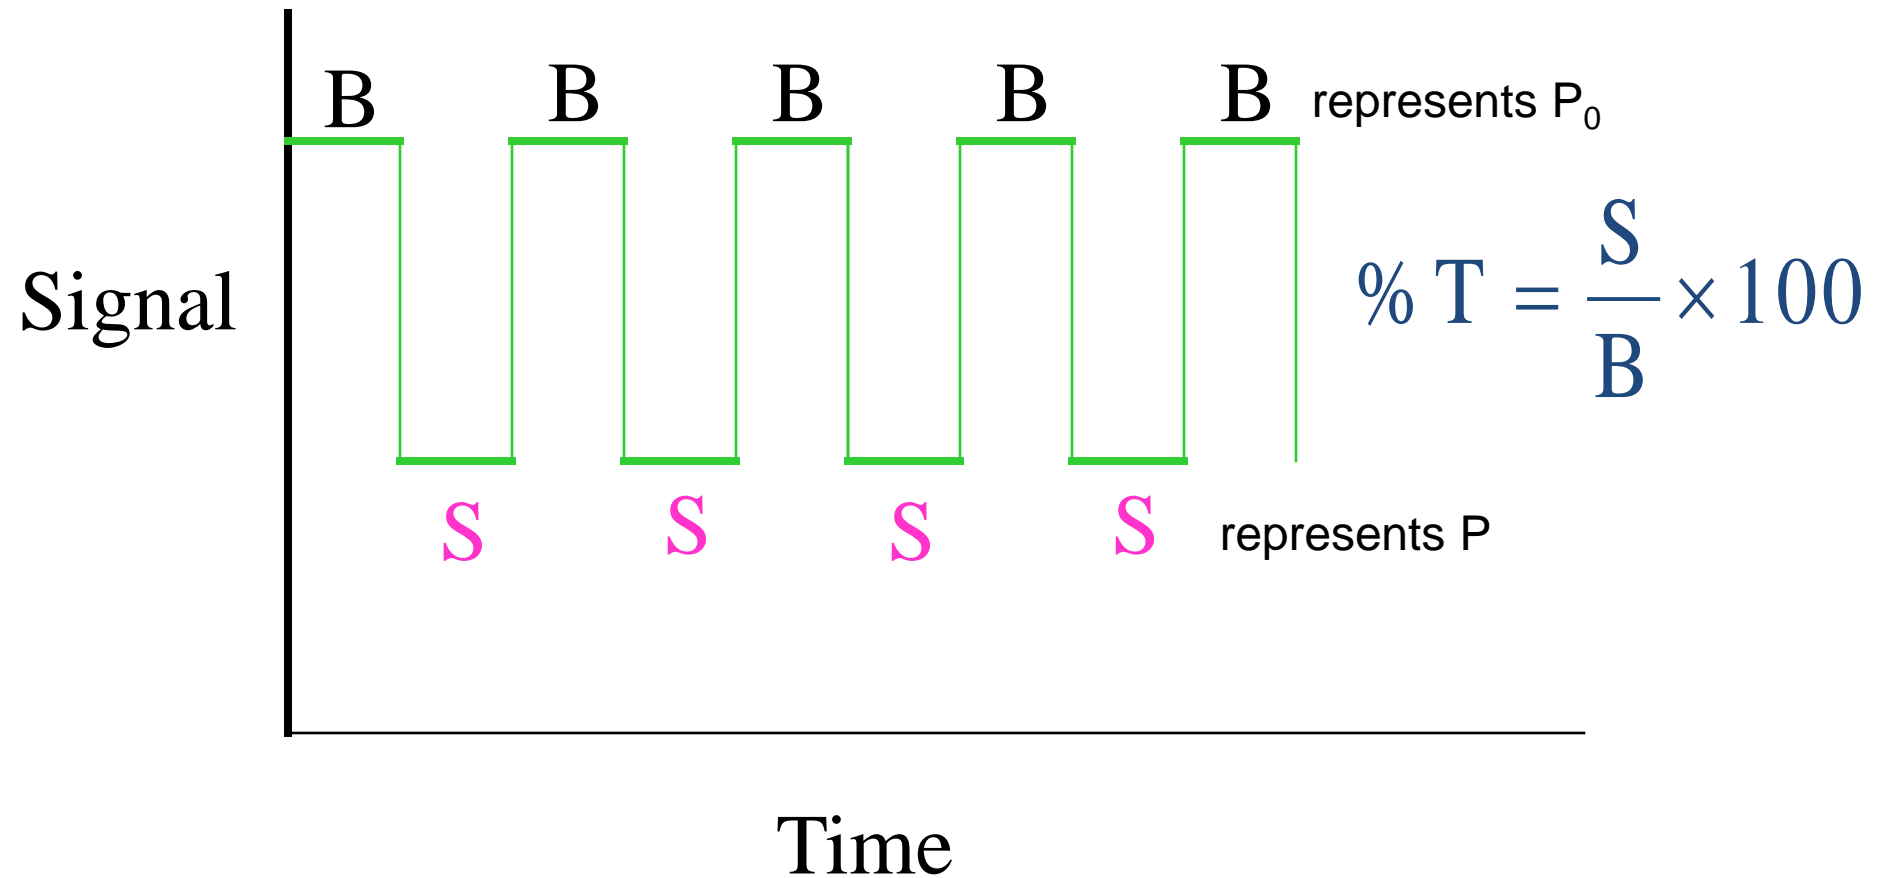 B B B B B represents P₀
Signal
% T = S/B × 100
S S S S represents P
Time